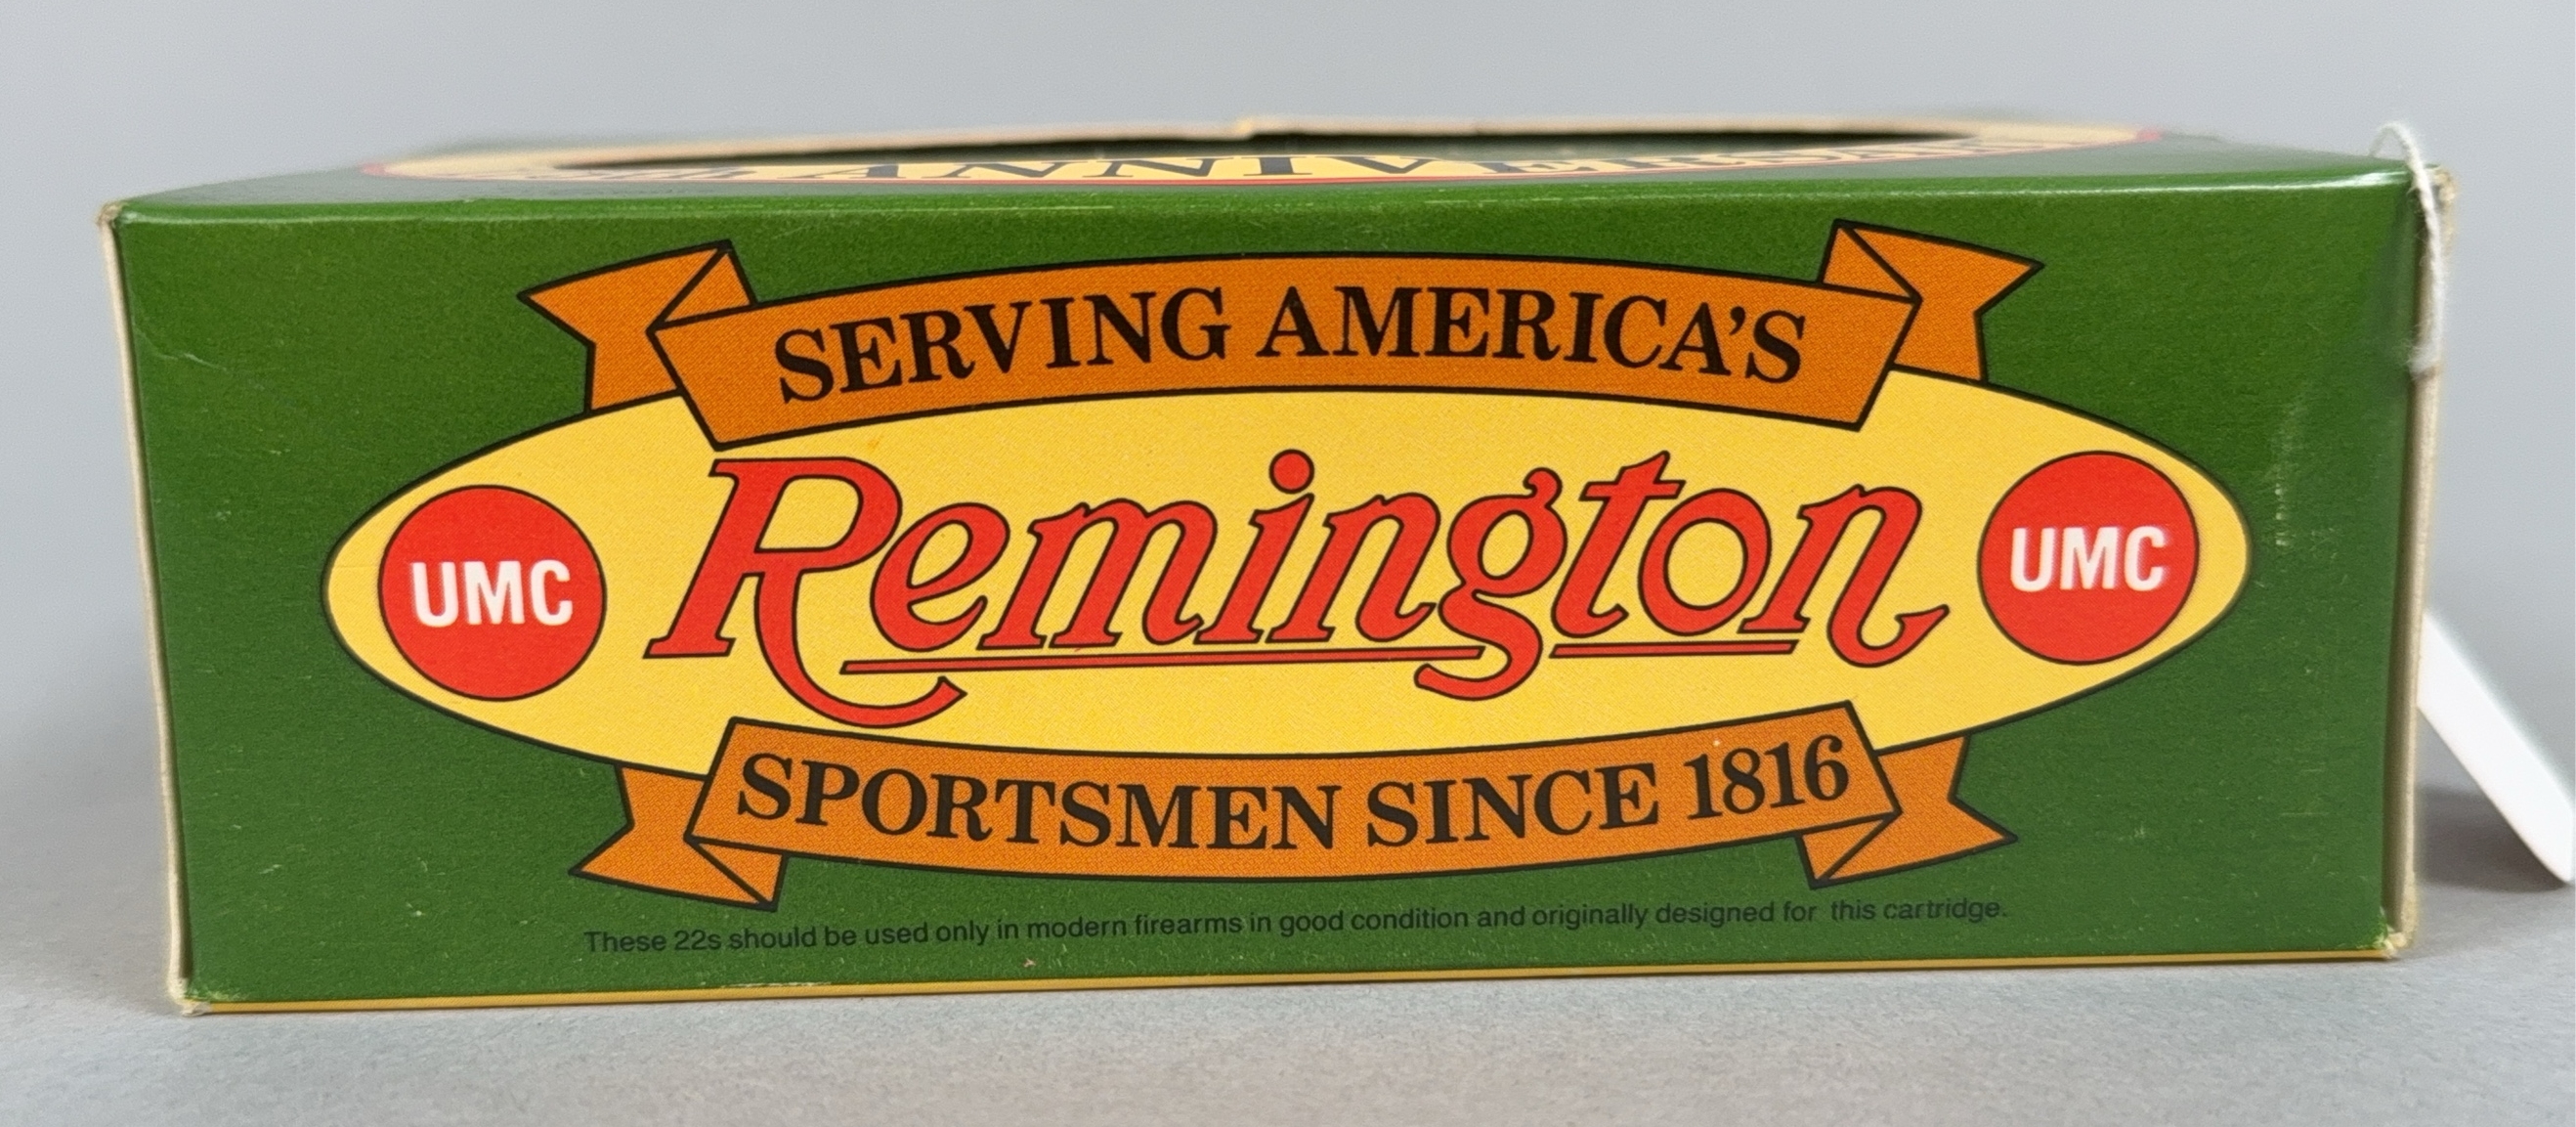 ANNIVERSARY
SERVING AMERICA'S
UMC Remington UMC
SPORTSMEN SINCE 1816
These 22s should be used only in modern firearms in good condition and originally designed for this cartridge.